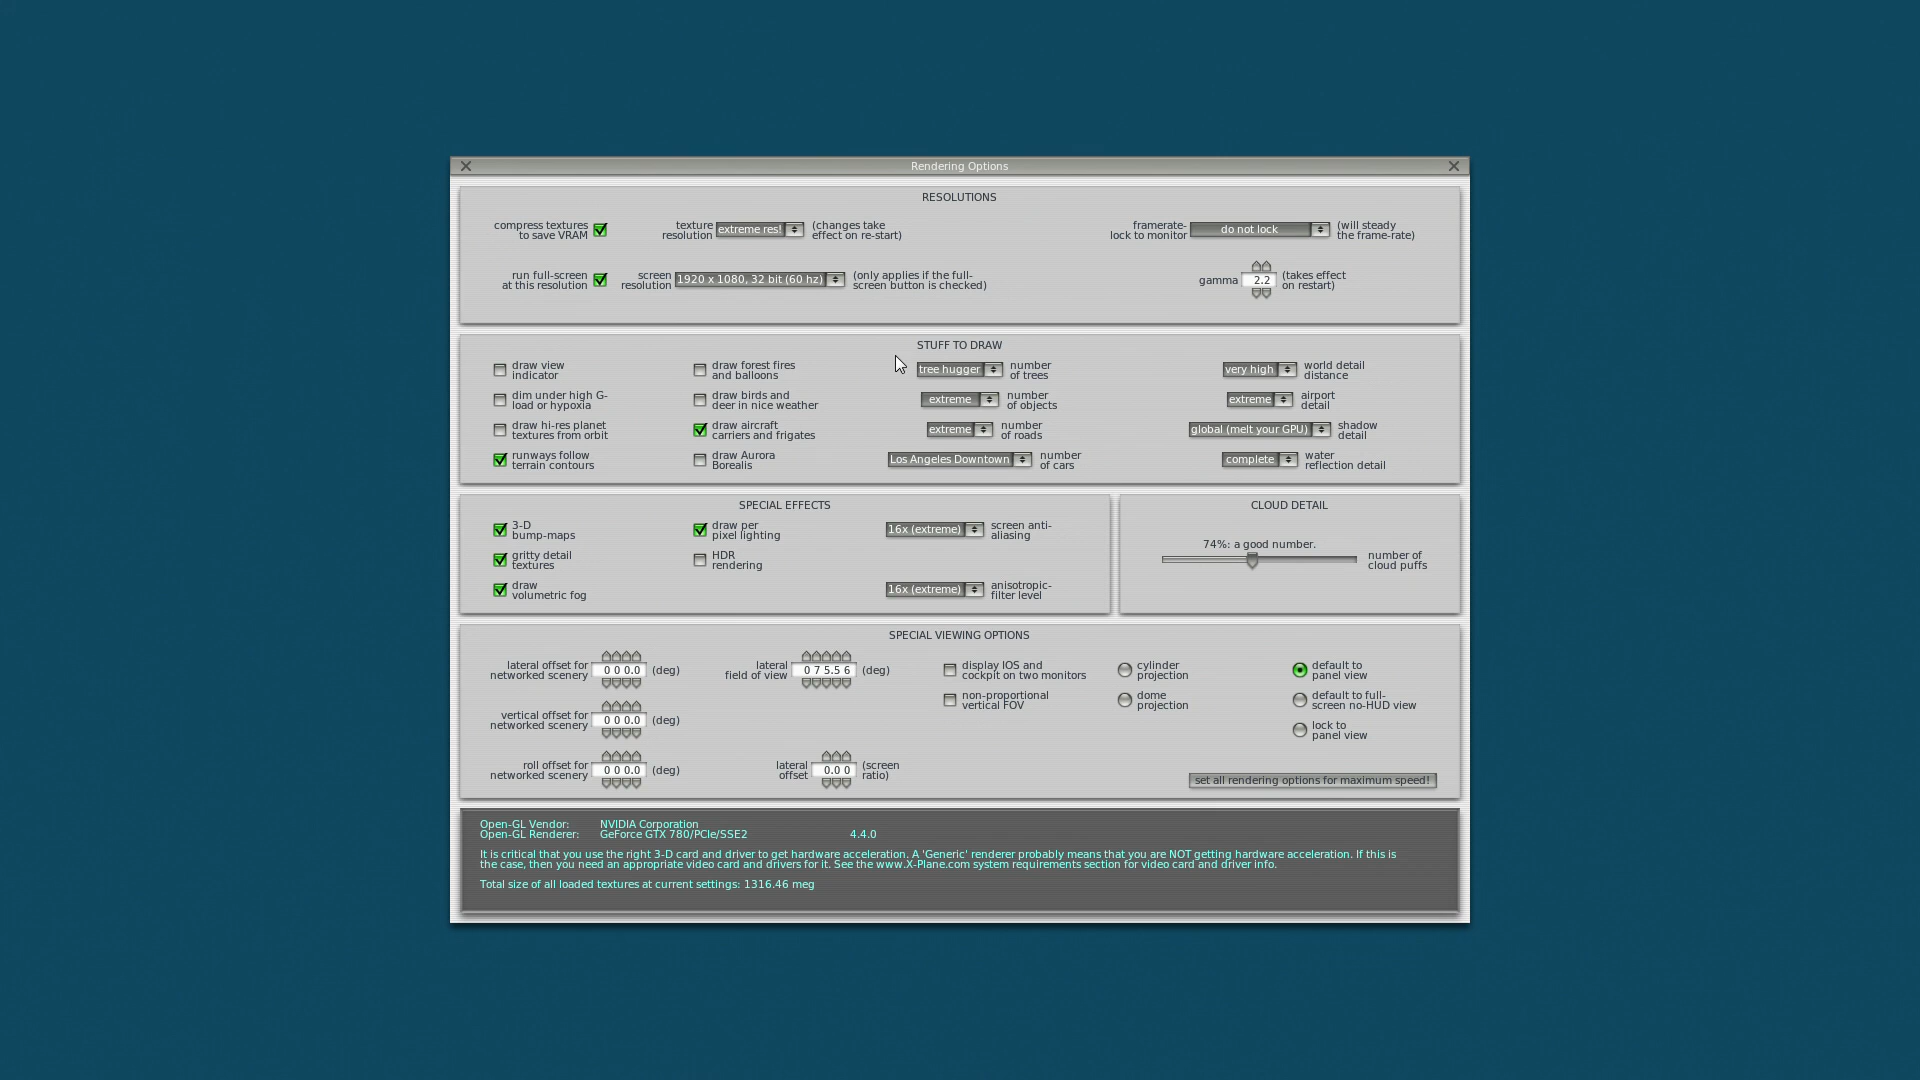 Rendering Options
RESOLUTIONS
compress textures
to save VRAM
texture
resolution
extreme res!
(changes take
effect on re-start)
framerate-
lock to monitor
do not lock
(will steady
the frame-rate)
run full-screen
at this resolution
screen
resolution
1920 x 1080, 32 bit (60 hz)
(only applies if the full-
screen button is checked)
gamma
2.2
(takes effect
on restart)
STUFF TO DRAW
draw view
indicator
draw forest fires
and balloons
tree hugger
number
of trees
very high
world detail
distance
dim under high G-
load or hypoxia
draw birds and
deer in nice weather
extreme
number
of objects
extreme
airport
detail
draw hi-res planet
textures from orbit
draw aircraft
carriers and frigates
extreme
number
of roads
global (melt your GPU)
shadow
detail
runways follow
terrain contours
draw Aurora
Borealis
Los Angeles Downtown
number
of cars
complete
water
reflection detail
SPECIAL EFFECTS
3-D
bump-maps
draw per
pixel lighting
16x (extreme)
screen anti-
aliasing
gritty detail
textures
HDR
rendering
draw
volumetric fog
16x (extreme)
anisotropic-
filter level
CLOUD DETAIL
74%: a good number.
number of
cloud puffs
SPECIAL VIEWING OPTIONS
lateral offset for
networked scenery
0 0 0.0
(deg)
lateral
field of view
0 7 5.5 6
(deg)
display IOS and
cockpit on two monitors
cylinder
projection
default to
panel view
non-proportional
vertical FOV
dome
projection
default to full-
screen no-HUD view
vertical offset for
networked scenery
0 0 0.0
(deg)
lock to
panel view
roll offset for
networked scenery
0 0 0.0
(deg)
lateral
offset
0.0 0
(screen
ratio)
set all rendering options for maximum speed!
Open-GL Vendor: NVIDIA Corporation
Open-GL Renderer: GeForce GTX 780/PCIe/SSE2 4.4.0
It is critical that you use the right 3-D card and driver to get hardware acceleration. A 'Generic' renderer probably means that you are NOT getting hardware acceleration. If this is
the case, then you need an appropriate video card and drivers for it. See the www.X-Plane.com system requirements section for video card and driver info.
Total size of all loaded textures at current settings: 1316.46 meg